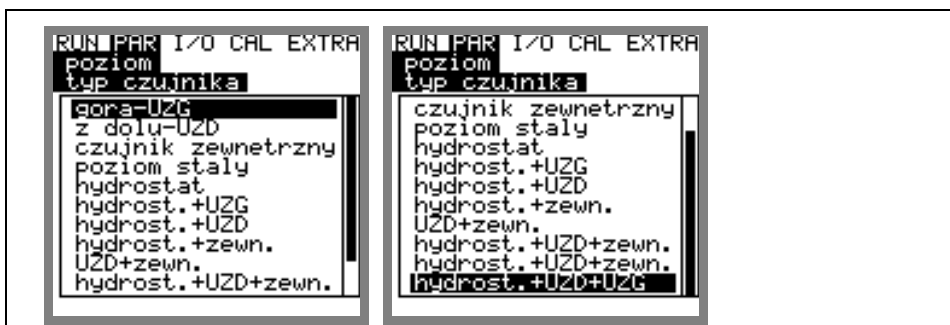 RUN PAR I/O CAL EXTRA
poziom
typ czujnika
gora-UZG
z dolu-UZD
czujnik zewnetrzny
poziom staly
hydrostat
hydrost.+UZG
hydrost.+UZD
hydrost.+zewn.
UZD+zewn.
hydrost.+UZD+zewn.
RUN PAR I/O CAL EXTRA
poziom
typ czujnika
czujnik zewnetrzny
poziom staly
hydrostat
hydrost.+UZG
hydrost.+UZD
hydrost.+zewn.
UZD+zewn.
hydrost.+UZD+zewn.
hydrost.+UZD+zewn.
hydrost.+UZD+UZG